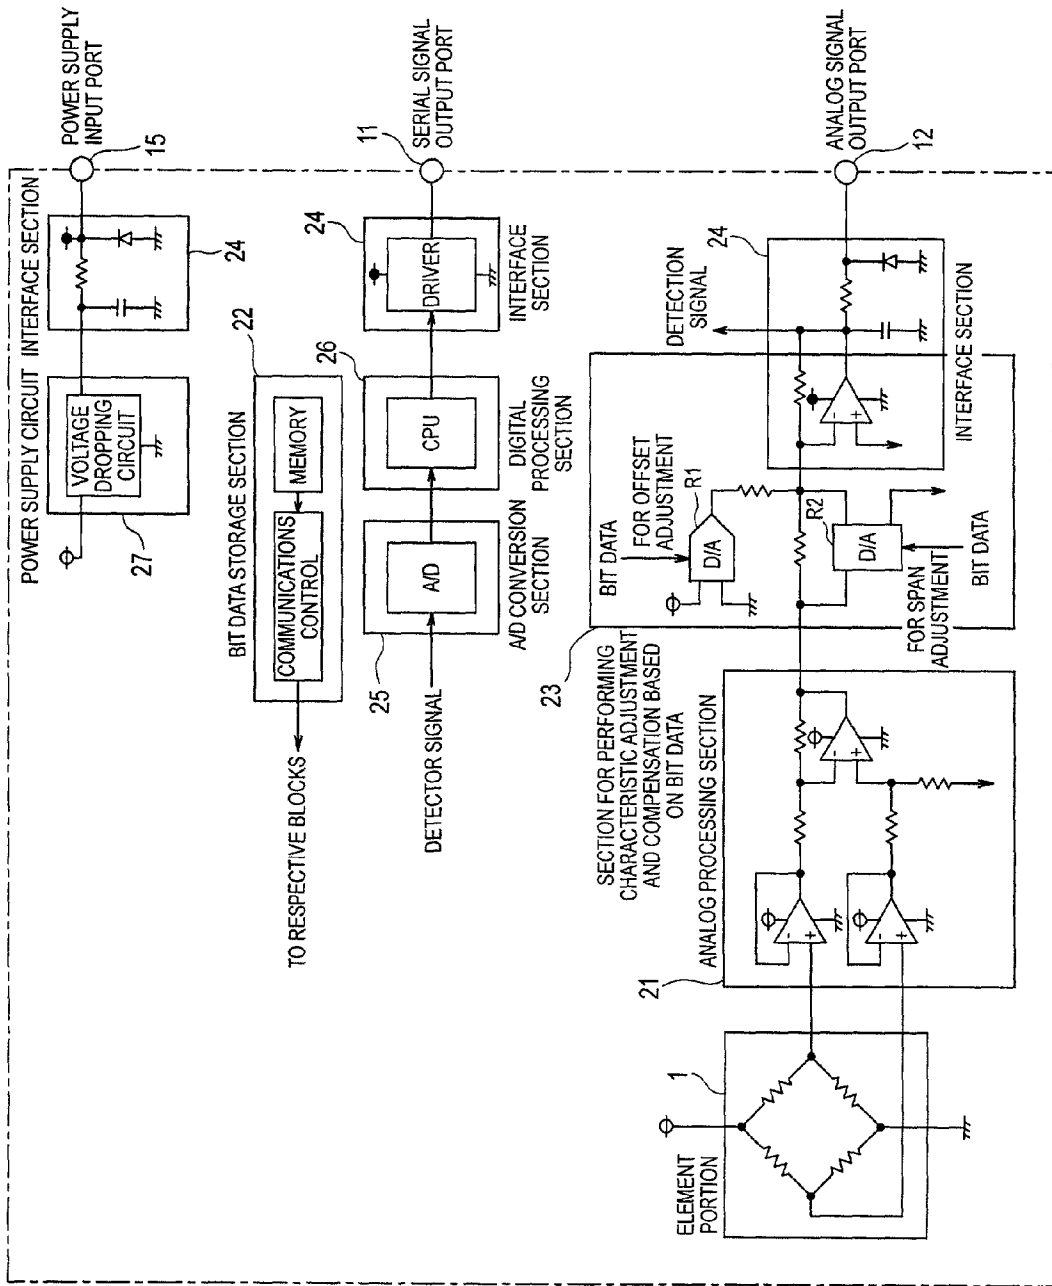 POWER SUPPLY CIRCUIT
INTERFACE SECTION
POWER SUPPLY
INPUT PORT
VOLTAGE
DROPPING
CIRCUIT
27
24
15
BIT DATA STORAGE SECTION
22
TO RESPECTIVE BLOCKS
COMMUNICATIONS
CONTROL
MEMORY
DETECTOR SIGNAL
25
A/D
A/D CONVERSION
SECTION
26
CPU
DIGITAL
PROCESSING
SECTION
24
DRIVER
INTERFACE
SECTION
11
SERIAL SIGNAL
OUTPUT PORT
SECTION FOR PERFORMING
CHARACTERISTIC ADJUSTMENT
AND COMPENSATION BASED
ON BIT DATA
23
BIT DATA
FOR OFFSET
ADJUSTMENT
D/A
R1
R2
D/A
FOR SPAN
ADJUSTMENT
BIT DATA
DETECTION
SIGNAL
24
-
+
INTERFACE SECTION
ANALOG SIGNAL
OUTPUT PORT
12
ELEMENT
PORTION
1
21
ANALOG PROCESSING SECTION
-
+
-
+
-
+